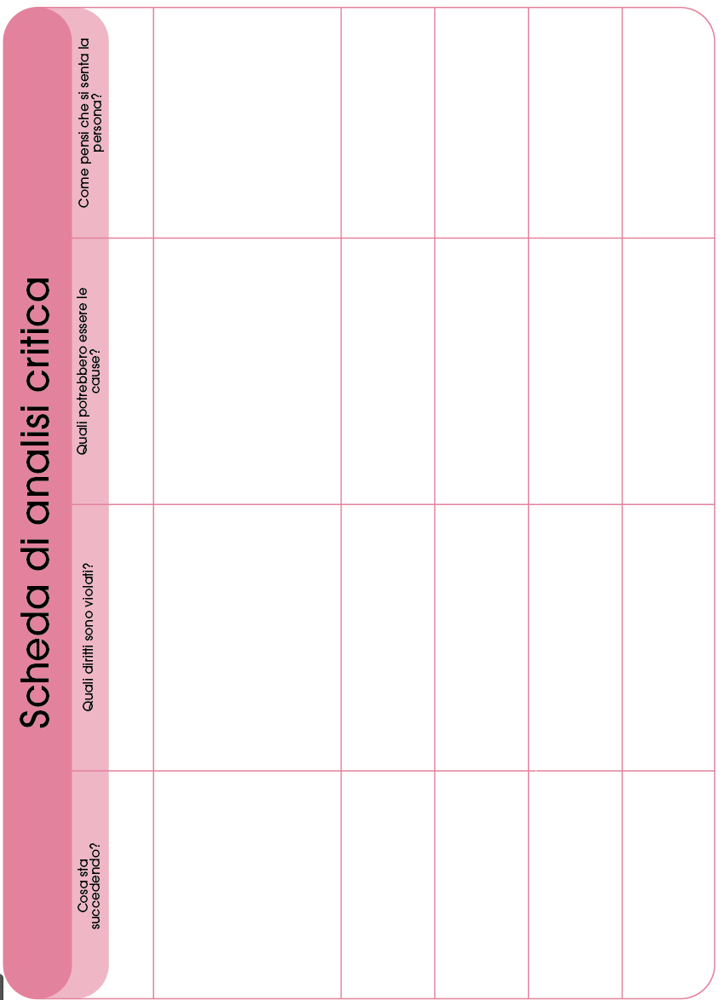 Scheda di analisi critica
Cosa sta
succedendo?
Quali diritti sono violati?
Quali potrebbero essere le
cause?
Come pensi che si senta la
persona?